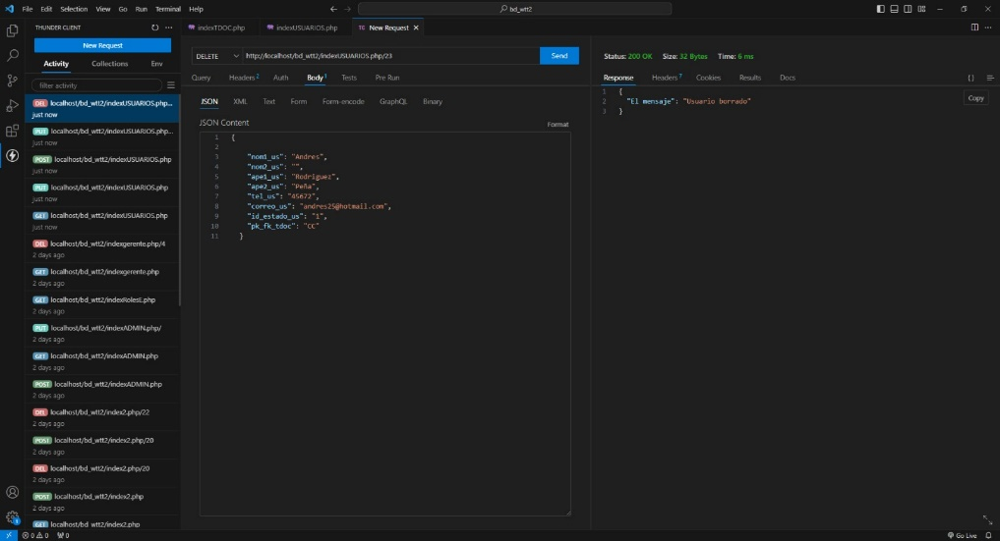 File Edit Selection View Go Run Terminal Help
bd_wtt2
THUNDER CLIENT
New Request
Activity Collections Env
filter activity
DEL localhost/bd_wtt2/indexUSUARIOS.php...
just now
PUT localhost/bd_wtt2/indexUSUARIOS.php...
just now
POST localhost/bd_wtt2/indexUSUARIOS.php
just now
PUT localhost/bd_wtt2/indexUSUARIOS.php
just now
GET localhost/bd_wtt2/indexUSUARIOS.php
just now
DEL localhost/bd_wtt2/indexgerente.php/4
2 days ago
GET localhost/bd_wtt2/indexgerente.php
2 days ago
GET localhost/bd_wtt2/indexRolesE.php
2 days ago
PUT localhost/bd_wtt2/indexADMIN.php/
2 days ago
GET localhost/bd_wtt2/indexADMIN.php
2 days ago
POST localhost/bd_wtt2/indexADMIN.php
2 days ago
DEL localhost/bd_wtt2/index2.php/22
2 days ago
POST localhost/bd_wtt2/index2.php/20
2 days ago
DEL localhost/bd_wtt2/index2.php/20
2 days ago
POST localhost/bd_wtt2/index2.php
2 days ago
GET localhost/bd_wtt2/index2.php
indexTDOC.php indexUSUARIOS.php TC New Request
DELETE http://localhost/bd_wtt2/indexUSUARIOS.php/23 Send
Query Headers 2 Auth Body 1 Tests Pre Run
JSON XML Text Form Form-encode GraphQL Binary
JSON Content Format
1 {
2
3 "nom1_us": "Andres",
4 "nom2_us": "",
5 "ape1_us": "Rodriguez",
6 "ape2_us": "Peña",
7 "tel_us": "45672",
8 "correo_us": "andres25@hotmail.com",
9 "id_estado_us": "1",
10 "pk_fk_tdoc": "CC"
11 }
Status: 200 OK Size: 32 Bytes Time: 6 ms
Response Headers 7 Cookies Results Docs {}
1 {
2 "El mensaje": "Usuario borrado"
3 }
Copy
0 0 0 Go Live